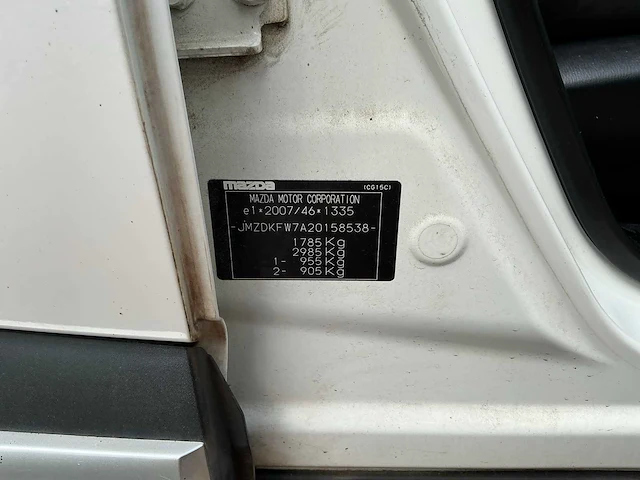 mazda (CG15C)
MAZDA MOTOR CORPORATION
e1*2007/46*1335
-JMZDKFW7A20158538-
1785Kg
2985Kg
1- 955Kg
2- 905Kg